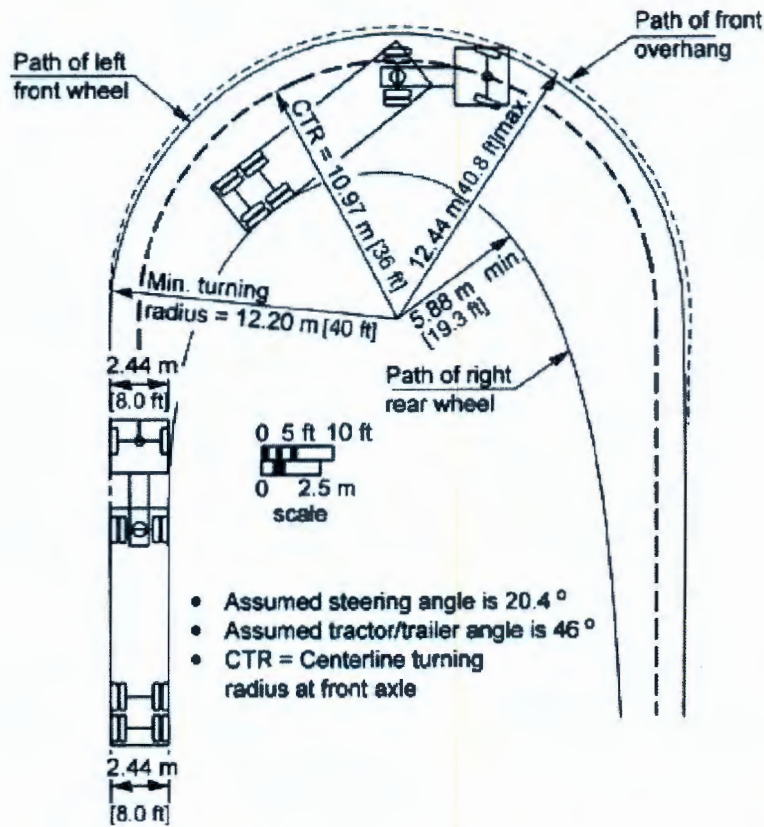 Path of left
front wheel
Path of front
overhang
CTR = 10.97 m [36 ft]
12.44 m[40.8 ft]max.
5.88 m min.
[19.3 ft]
Min. turning
radius = 12.20 m [40 ft]
Path of right
rear wheel
2.44 m
[8.0 ft]
0 5 ft 10 ft
0 2.5 m
scale
• Assumed steering angle is 20.4 °
• Assumed tractor/trailer angle is 46 °
• CTR = Centerline turning
radius at front axle
2.44 m
[8.0 ft]